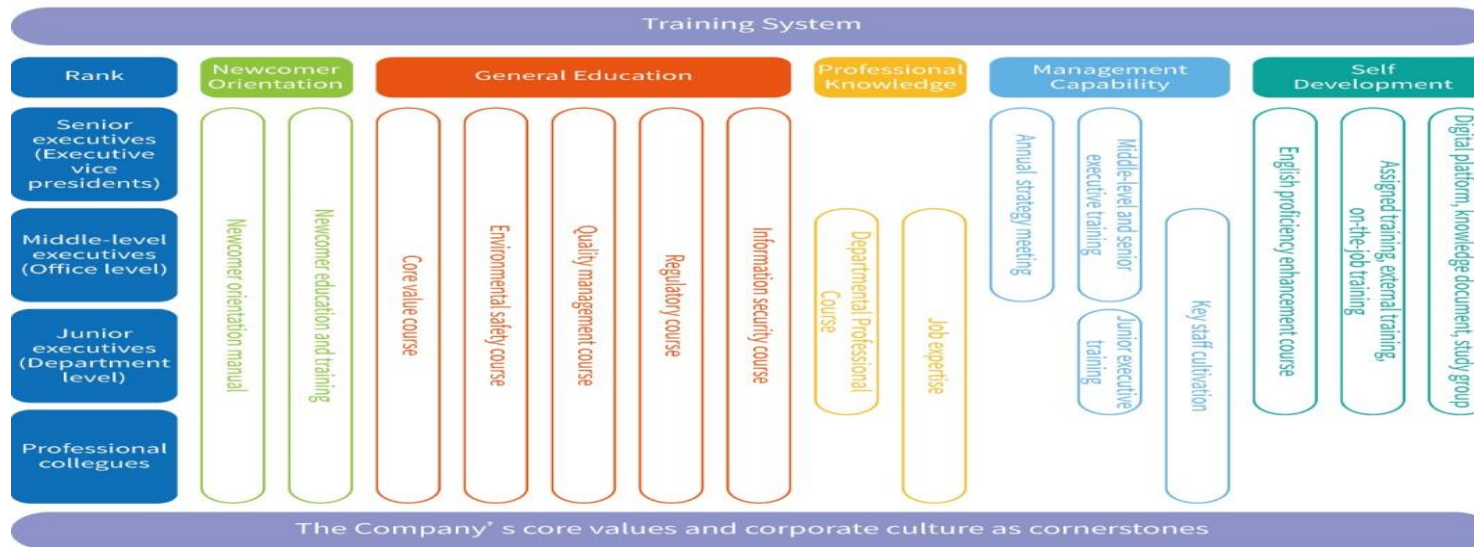 Training System
Rank
Newcomer
Orientation
General Education
Professional
Knowledge
Management
Capability
Self
Development
Senior
executives
(Executive
vice
presidents)
Middle-level
executives
(Office level)
Junior
executives
(Department
level)
Professional
collegues
Newcomer orientation manual
Newcomer education and training
Core value course
Environmental safety course
Quality management course
Regulatory course
Information security course
Departmental Professional
Course
Job expertise
Annual strategy meeting
Middle-level and senior
executive training
Junior executive
training
Key staff cultivation
English proficiency enhancement course
Assigned training, external training,
on-the-job training
Digital platform, knowledge document, study group
The Company's core values and corporate culture as cornerstones